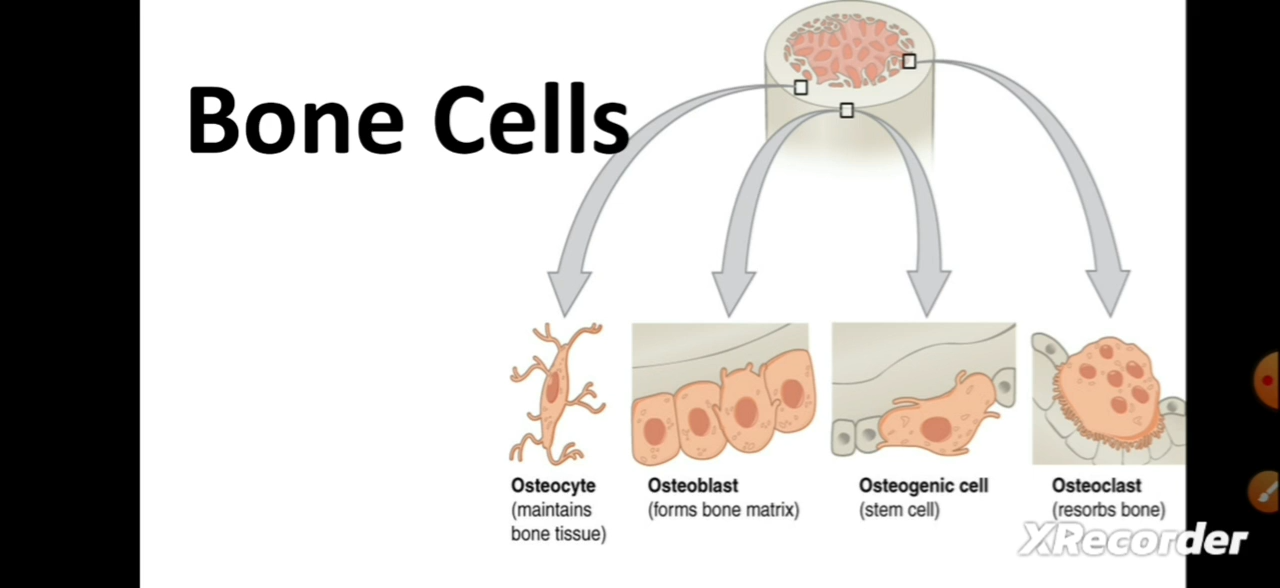 Bone Cells
Osteocyte
(maintains
bone tissue)
Osteoblast
(forms bone matrix)
Osteogenic cell
(stem cell)
Osteoclast
(resorbs bone)
XRecorder